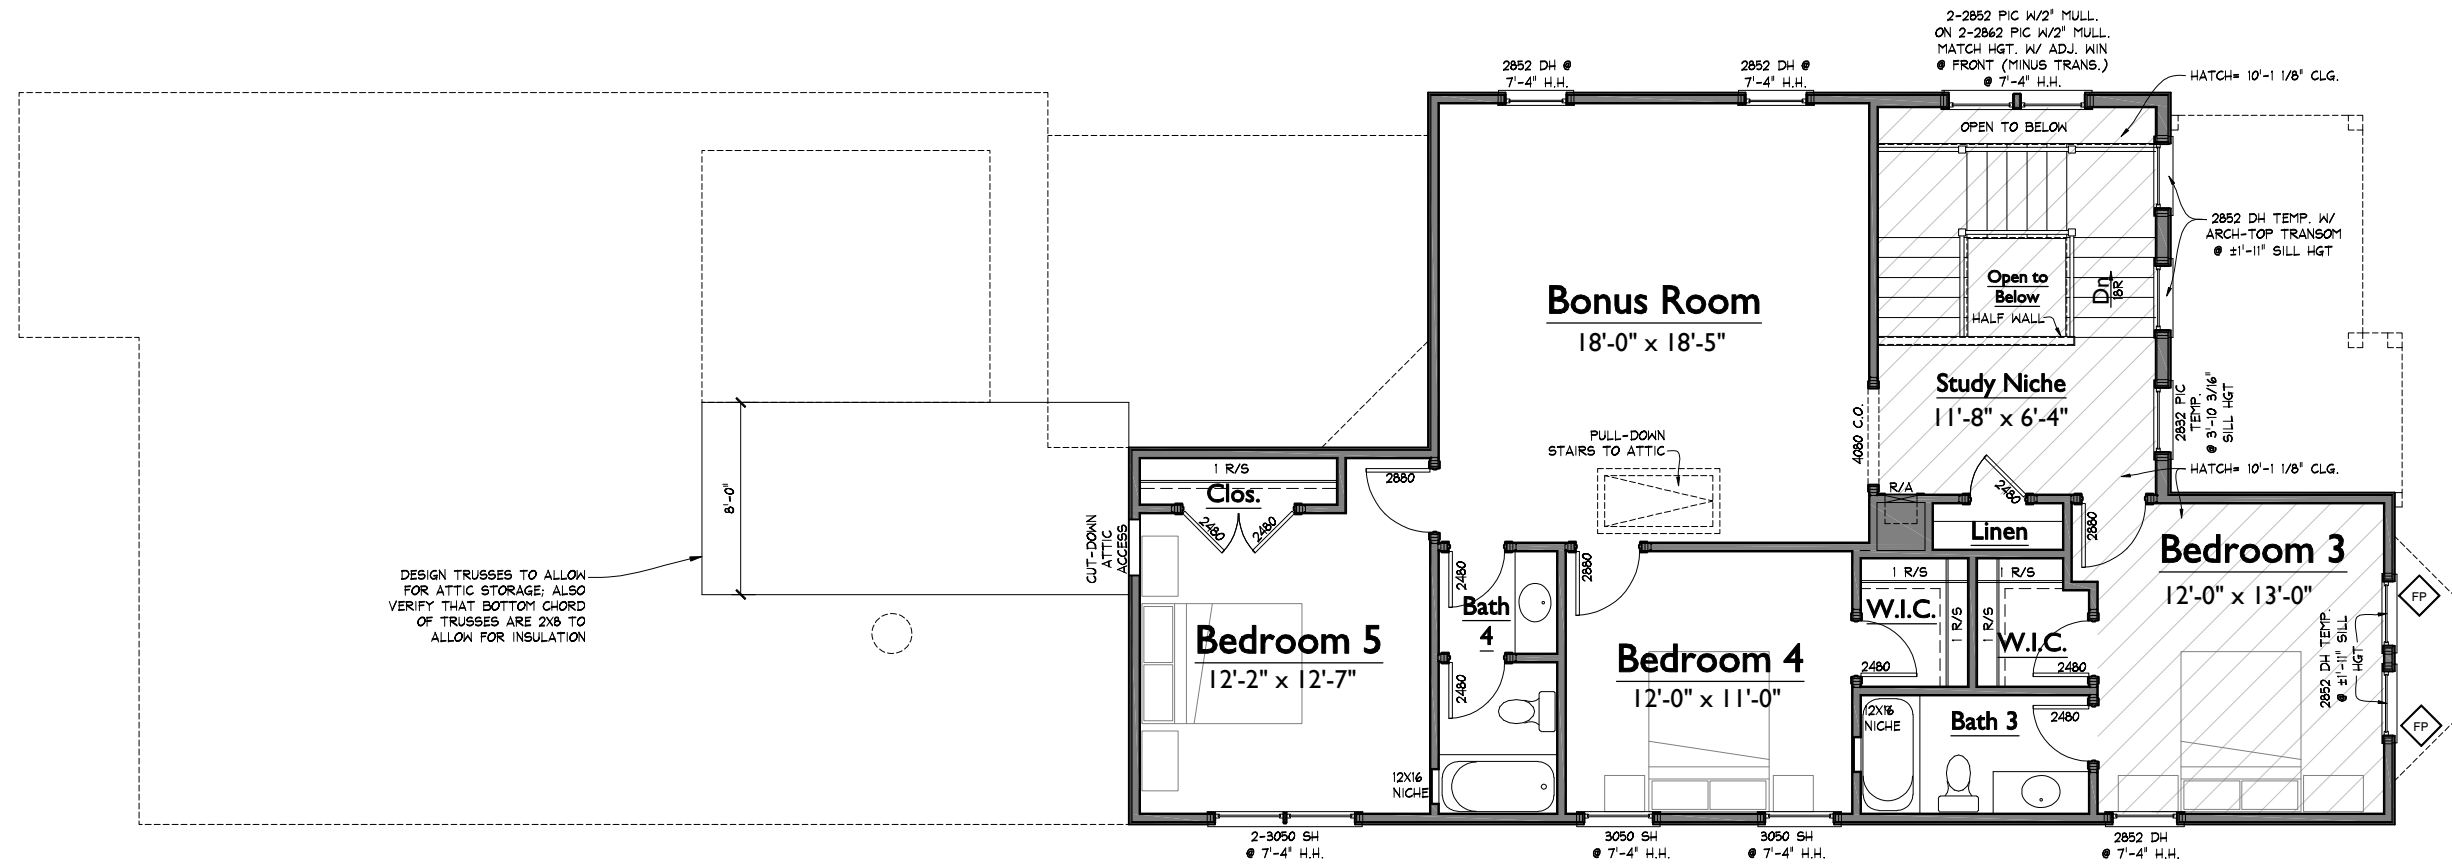 2-2852 PIC W/2" MULL.
ON 2-2862 PIC W/2" MULL.
MATCH HGT. W/ ADJ. WIN
@ FRONT (MINUS TRANS.)
@ 7'-4" H.H.
2852 DH @
7'-4" H.H.
2852 DH @
7'-4" H.H.
HATCH= 10'-1 1/8" CLG.
OPEN TO BELOW
2852 DH TEMP. W/
ARCH-TOP TRANSOM
@ ±1'-11" SILL HGT
Open to
Below
HALF WALL
Dn
18R
Bonus Room
18'-0" x 18'-5"
Study Niche
11'-8" x 6'-4"
4080 C.O.
2832 PIC
TEMP.
@ 3'-10 3/16"
SILL HGT
PULL-DOWN
STAIRS TO ATTIC
HATCH= 10'-1 1/8" CLG.
R/A
2480
Linen
2880
1 R/S
Clos.
2480
2480
2880
8'-0"
CUT-DOWN
ATTIC
ACCESS
DESIGN TRUSSES TO ALLOW
FOR ATTIC STORAGE; ALSO
VERIFY THAT BOTTOM CHORD
OF TRUSSES ARE 2X8 TO
ALLOW FOR INSULATION
Bedroom 5
12'-2" x 12'-7"
2480
Bath
4
2480
2880
Bedroom 4
12'-0" x 11'-0"
1 R/S
W.I.C.
1 R/S
2480
1 R/S
1 R/S
W.I.C.
2480
Bedroom 3
12'-0" x 13'-0"
2852 DH TEMP.
@ ±1'-11" SILL
HGT
FP
FP
12X16
NICHE
Bath 3
2480
12X16
NICHE
2-3050 SH
@ 7'-4" H.H.
3050 SH
@ 7'-4" H.H.
3050 SH
@ 7'-4" H.H.
2852 DH
@ 7'-4" H.H.